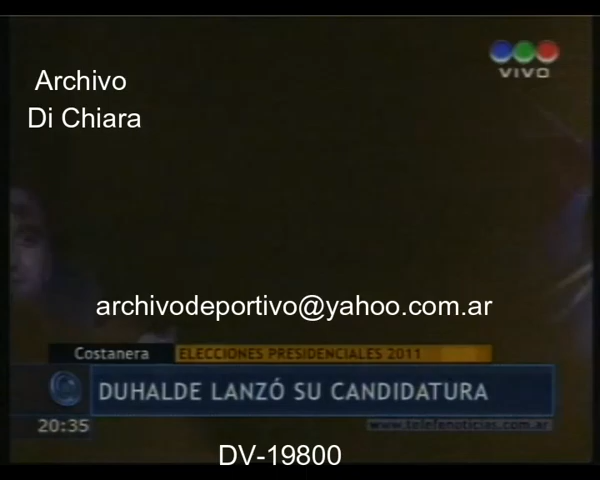 Archivo
Di Chiara
VIVO
archivodeportivo@yahoo.com.ar
Costanera
ELECCIONES PRESIDENCIALES 2011
DUHALDE LANZÓ SU CANDIDATURA
20:35
www.telefenoticias.com.ar
DV-19800